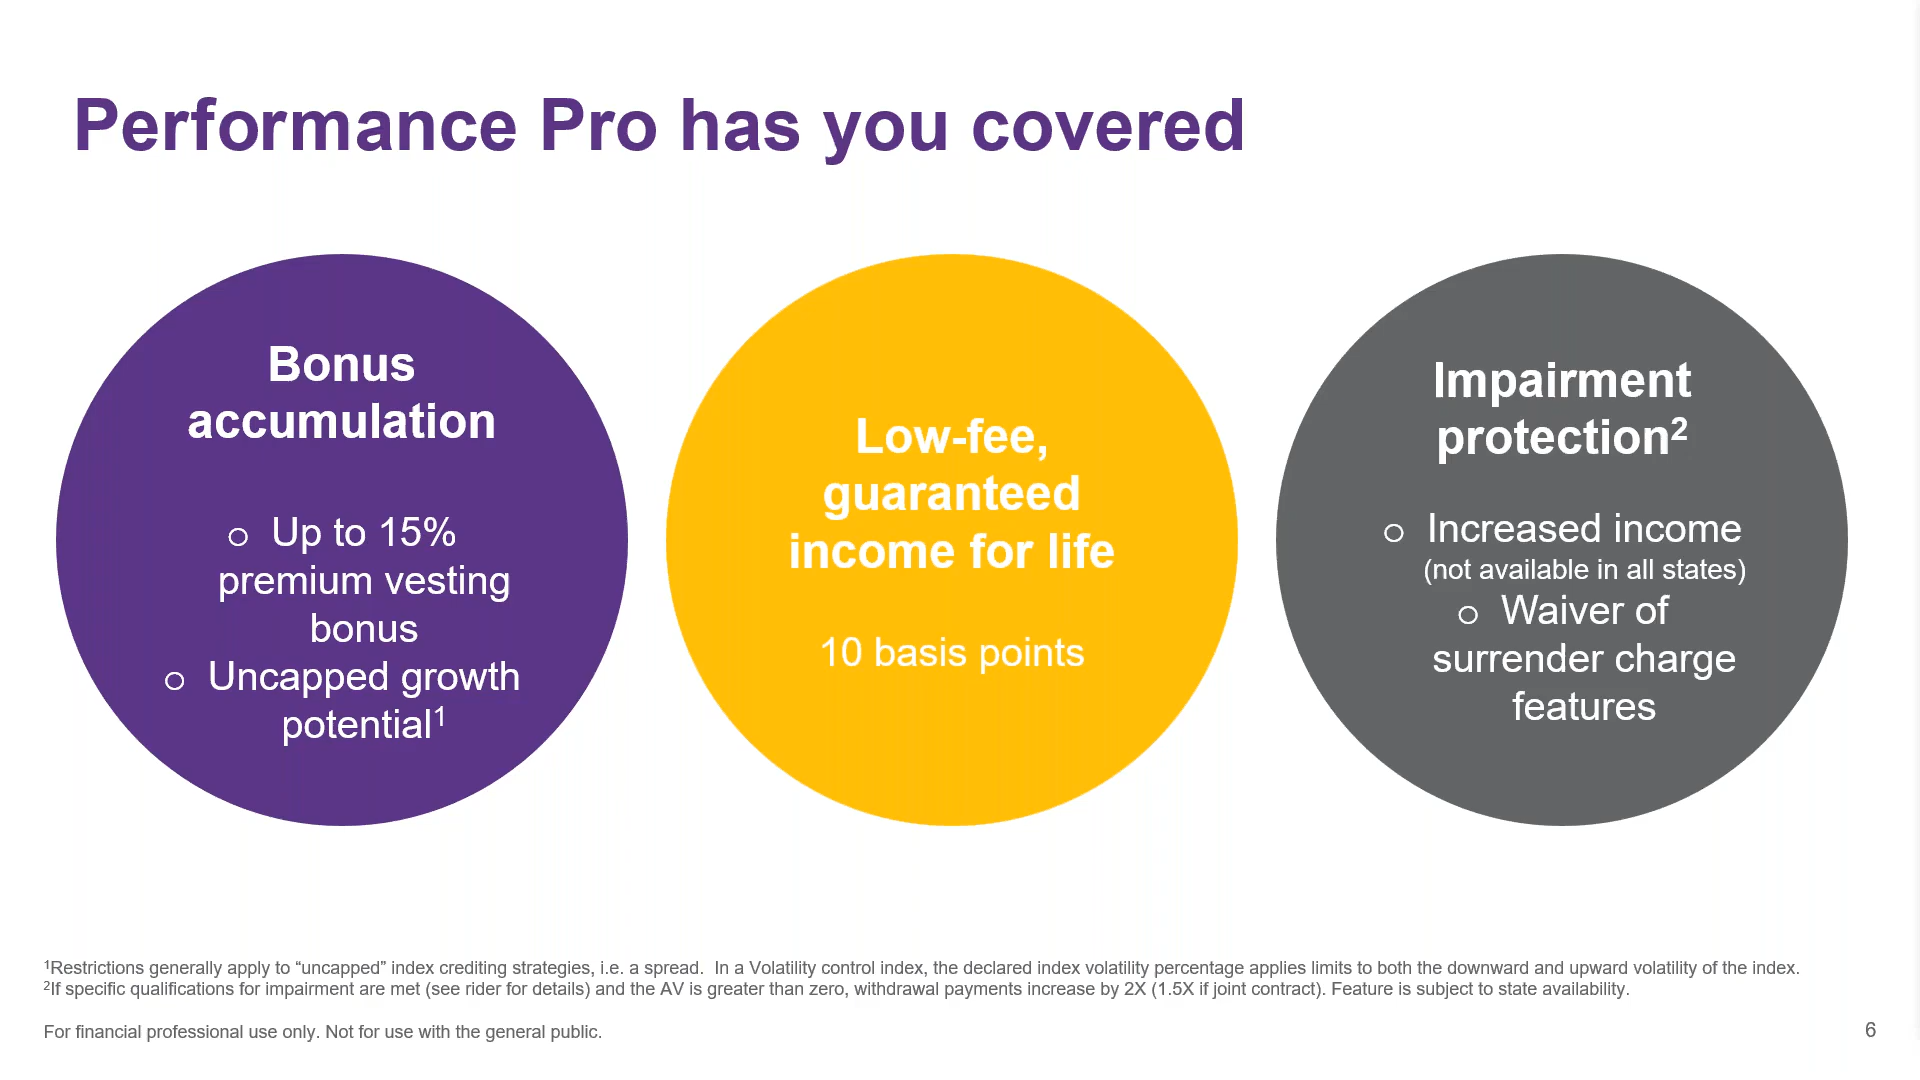 Performance Pro has you covered
Bonus
accumulation
o Up to 15%
premium vesting
bonus
o Uncapped growth
potential¹
Low-fee,
guaranteed
income for life
10 basis points
Impairment
protection²
o Increased income
(not available in all states)
o Waiver of
surrender charge
features
¹Restrictions generally apply to “uncapped” index crediting strategies, i.e. a spread.  In a Volatility control index, the declared index volatility percentage applies limits to both the downward and upward volatility of the index.
²If specific qualifications for impairment are met (see rider for details) and the AV is greater than zero, withdrawal payments increase by 2X (1.5X if joint contract). Feature is subject to state availability.
For financial professional use only. Not for use with the general public.
6